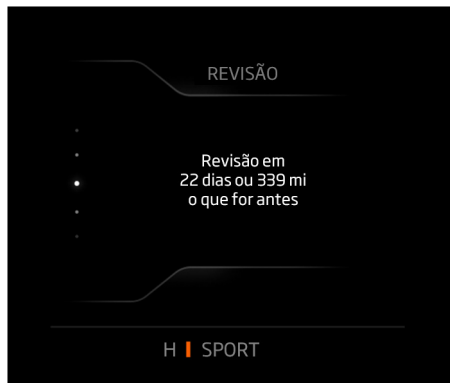 REVISÃO
Revisão em
22 dias ou 339 mi
o que for antes
H SPORT